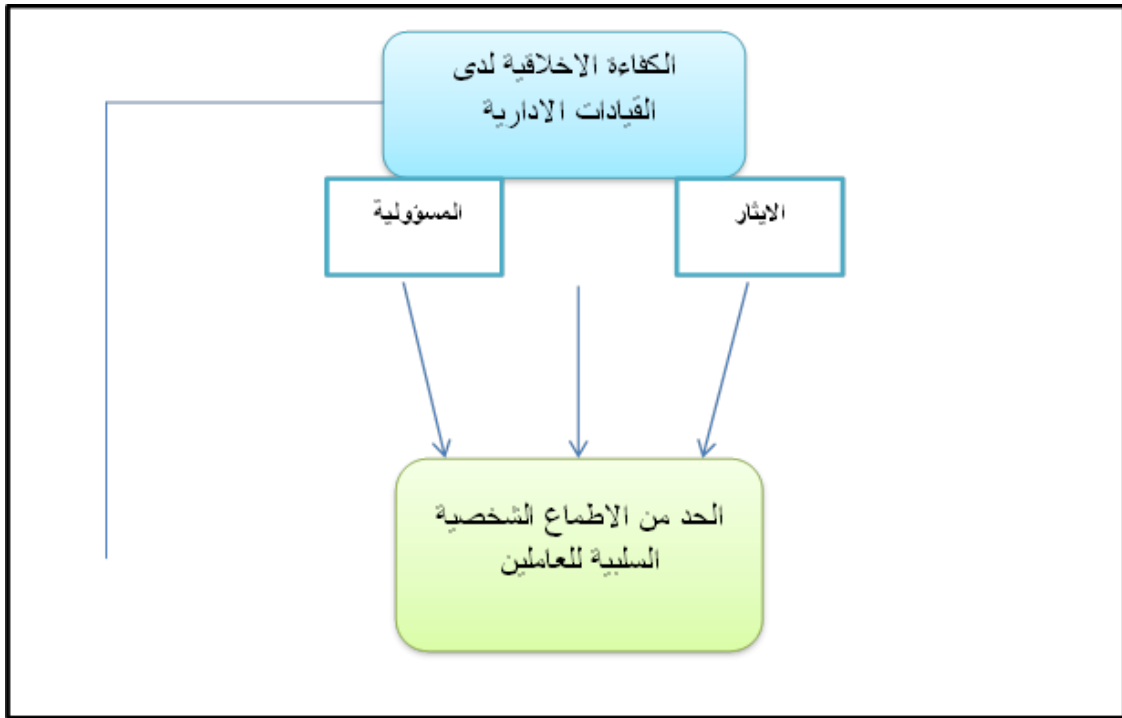 الكفاءة الاخلاقية لدى
القيادات الادارية
الايثار
المسؤولية
الحد من الاطماع الشخصية
السلبية للعاملين